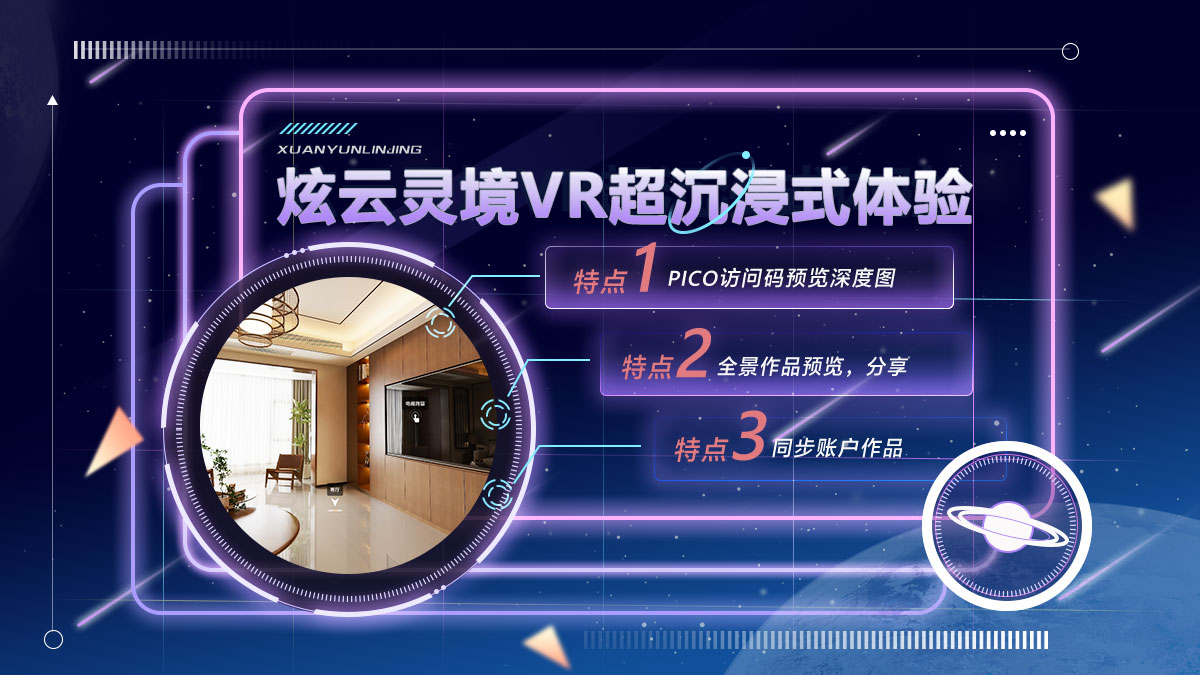 XUANYUNLINJING
炫云灵境VR超沉浸式体验
特点1 PICO访问码预览深度图
特点2 全景作品预览，分享
特点3 同步账户作品
客厅